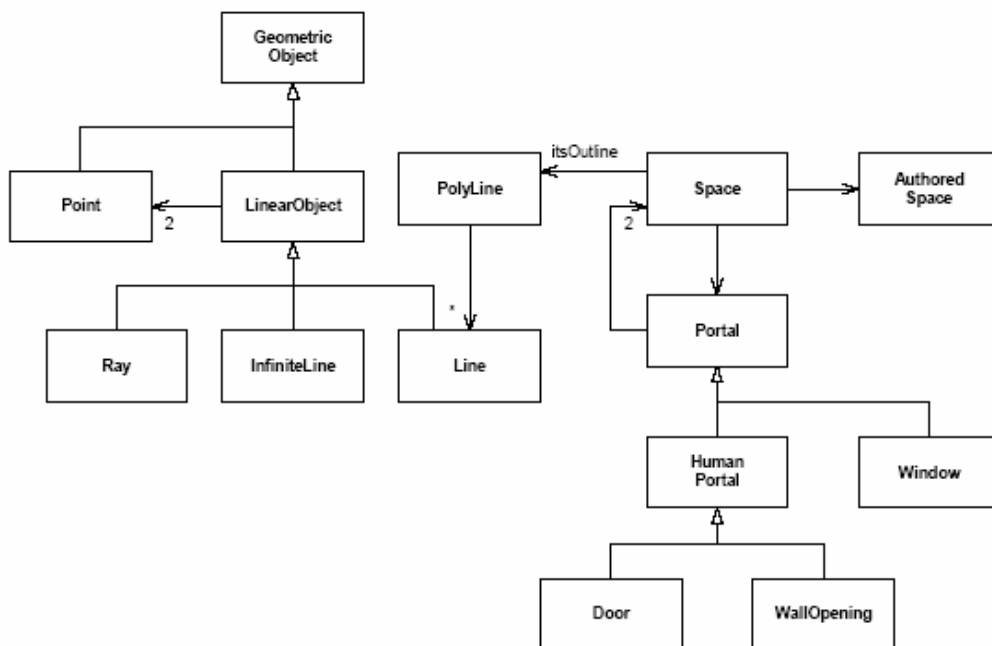 Geometric
Object
itsOutline
Point
2
LinearObject
PolyLine
Space
2
Authored
Space
*
Portal
Ray
InfiniteLine
Line
Human
Portal
Window
Door
WallOpening